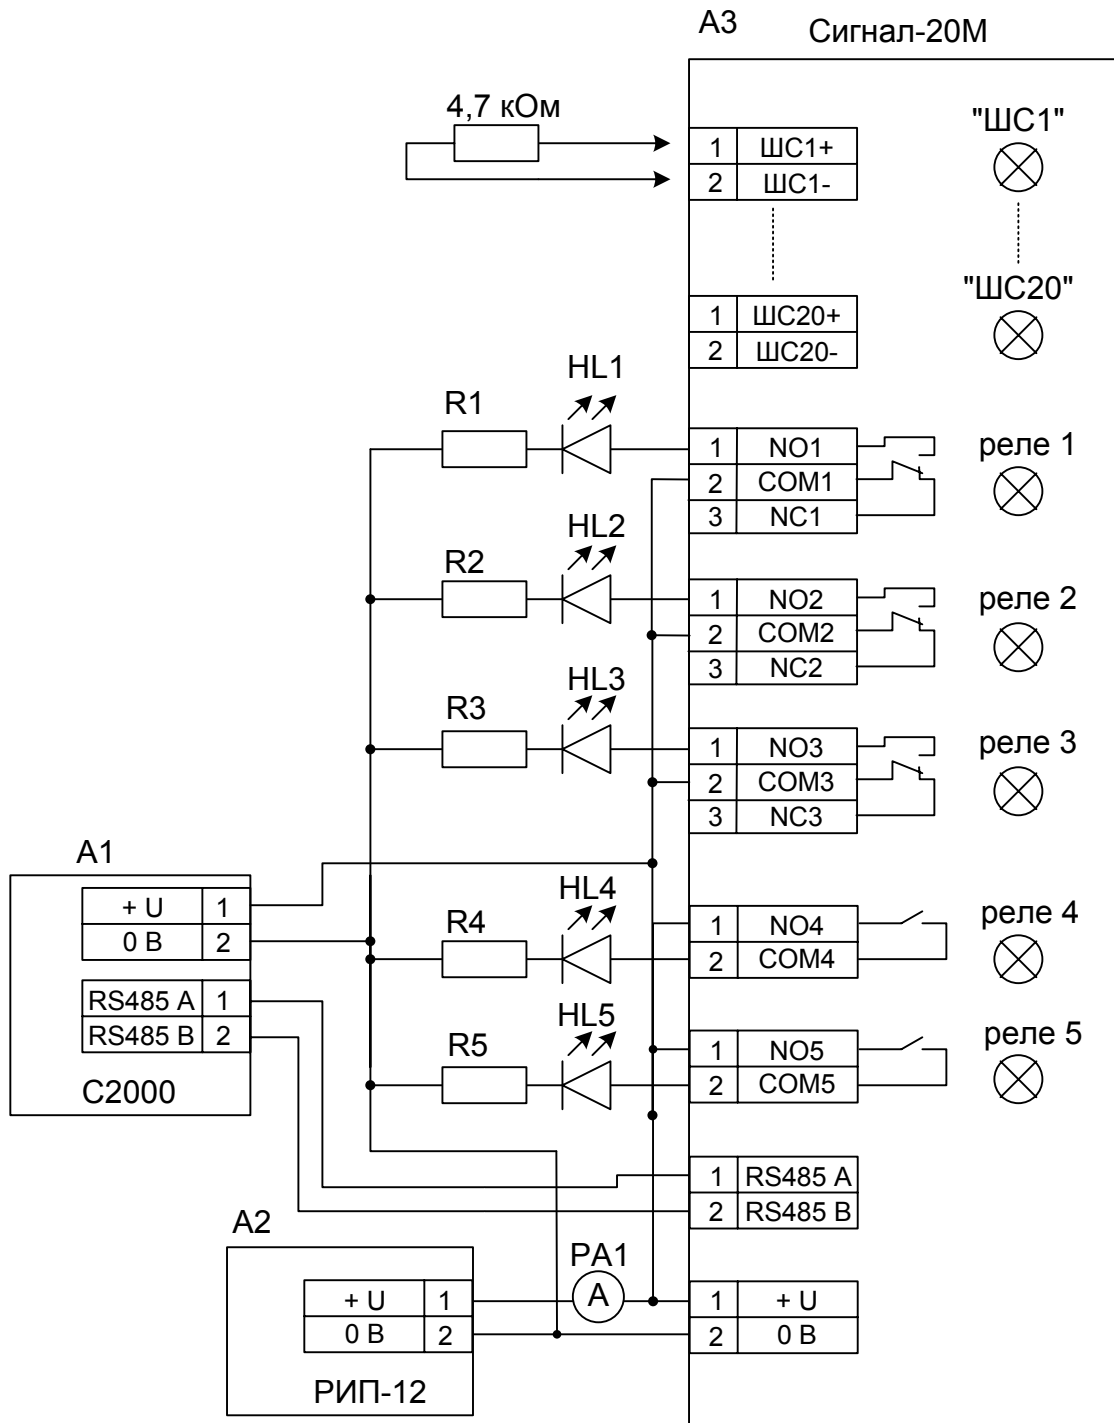 А3
Сигнал-20М
4,7 кОм
1 ШС1+
2 ШС1-
"ШС1"
1 ШС20+
2 ШС20-
"ШС20"
R1
HL1
1 NO1
2 COM1
3 NC1
реле 1
R2
HL2
1 NO2
2 COM2
3 NC2
реле 2
R3
HL3
1 NO3
2 COM3
3 NC3
реле 3
А1
+ U 1
0 В 2
RS485 A 1
RS485 B 2
С2000
R4
HL4
1 NO4
2 COM4
реле 4
R5
HL5
1 NO5
2 COM5
реле 5
1 RS485 A
2 RS485 B
А2
+ U 1
0 В 2
РИП-12
PA1
А
1 + U
2 0 В